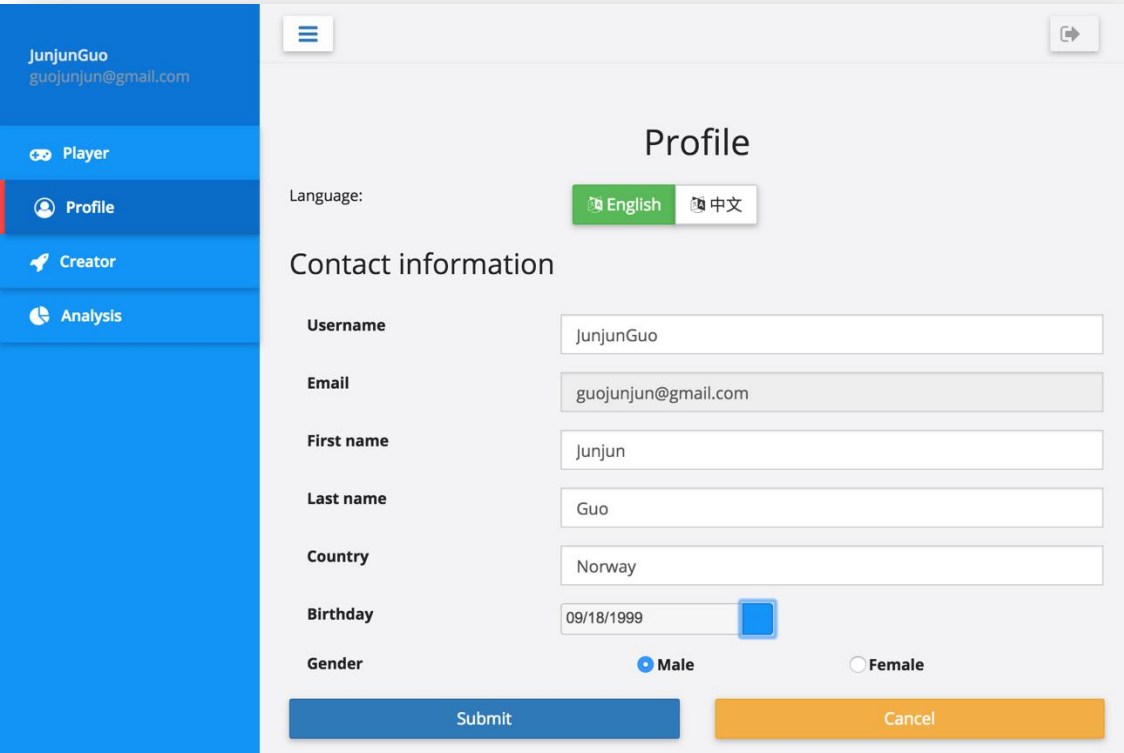 JunjunGuo
guojunjun@gmail.com
Player
Profile
Creator
Analysis
Profile
Language:
English 中文
Contact information
Username JunjunGuo
Email guojunjun@gmail.com
First name Junjun
Last name Guo
Country Norway
Birthday 09/18/1999
Gender Male Female
Submit Cancel